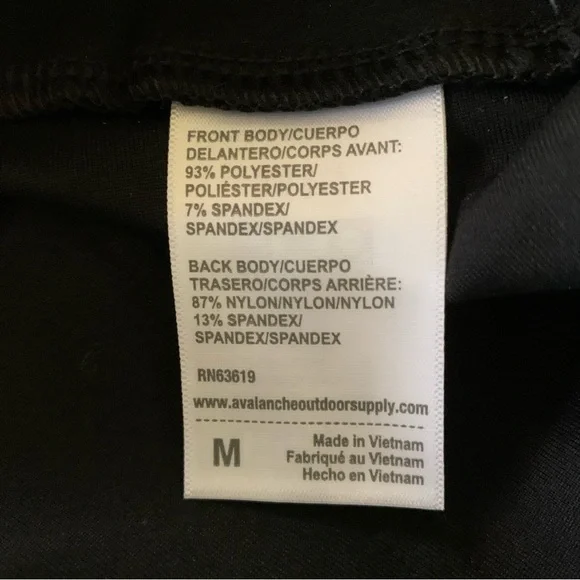 FRONT BODY/CUERPO
DELANTERO/CORPS AVANT:
93% POLYESTER/
POLIÉSTER/POLYESTER
7% SPANDEX/
SPANDEX/SPANDEX
BACK BODY/CUERPO
TRASERO/CORPS ARRIÈRE:
87% NYLON/NYLON/NYLON
13% SPANDEX/
SPANDEX/SPANDEX
RN63619
www.avalancheoutdoorsupply.com
M
Made in Vietnam
Fabriqué au Vietnam
Hecho en Vietnam